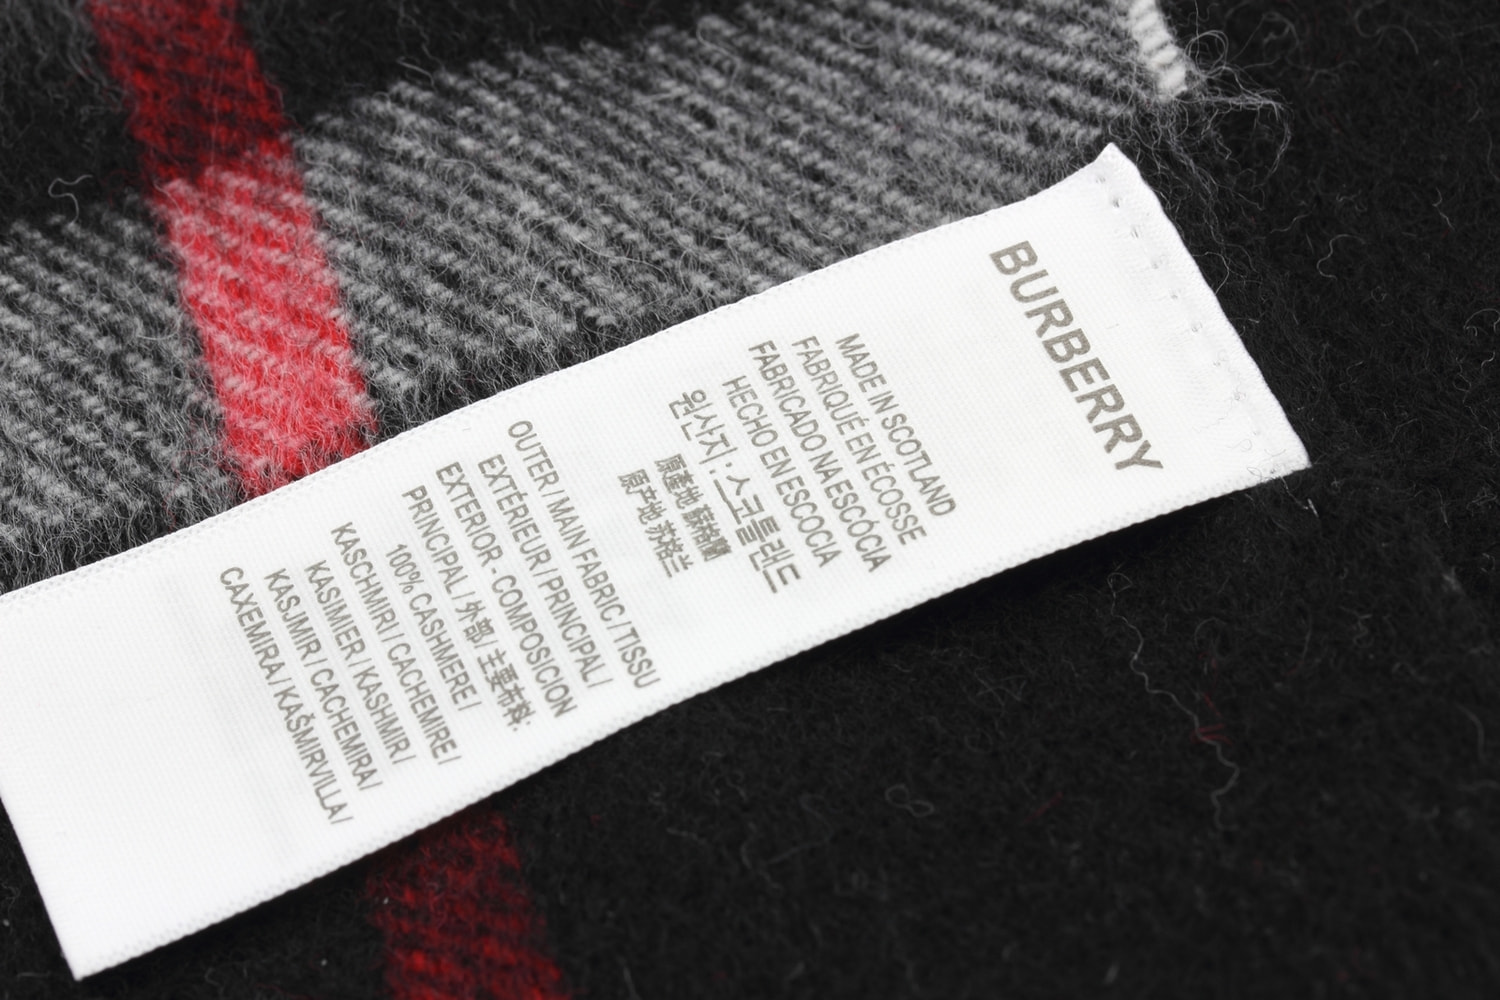 BURBERRY
MADE IN SCOTLAND
FABRIQUÉ EN ÉCOSSE
FABRICADO NA ESCÓCIA
HECHO EN ESCOCIA
원산지 : 스코틀랜드
原產地 蘇格蘭
原产地 苏格兰
OUTER / MAIN FABRIC / TISSU
EXTÉRIEUR / PRINCIPAL /
EXTERIOR - COMPOSICION
PRINCIPAL / 外部/ 主要布料:
100% CASHMERE /
KASCHMIRI / CACHEMIRE /
KASIMIER / KASHMIR /
KASJMIR / CACHEMIRA /
CAXEMIRA / KAŠMIRVILLA /